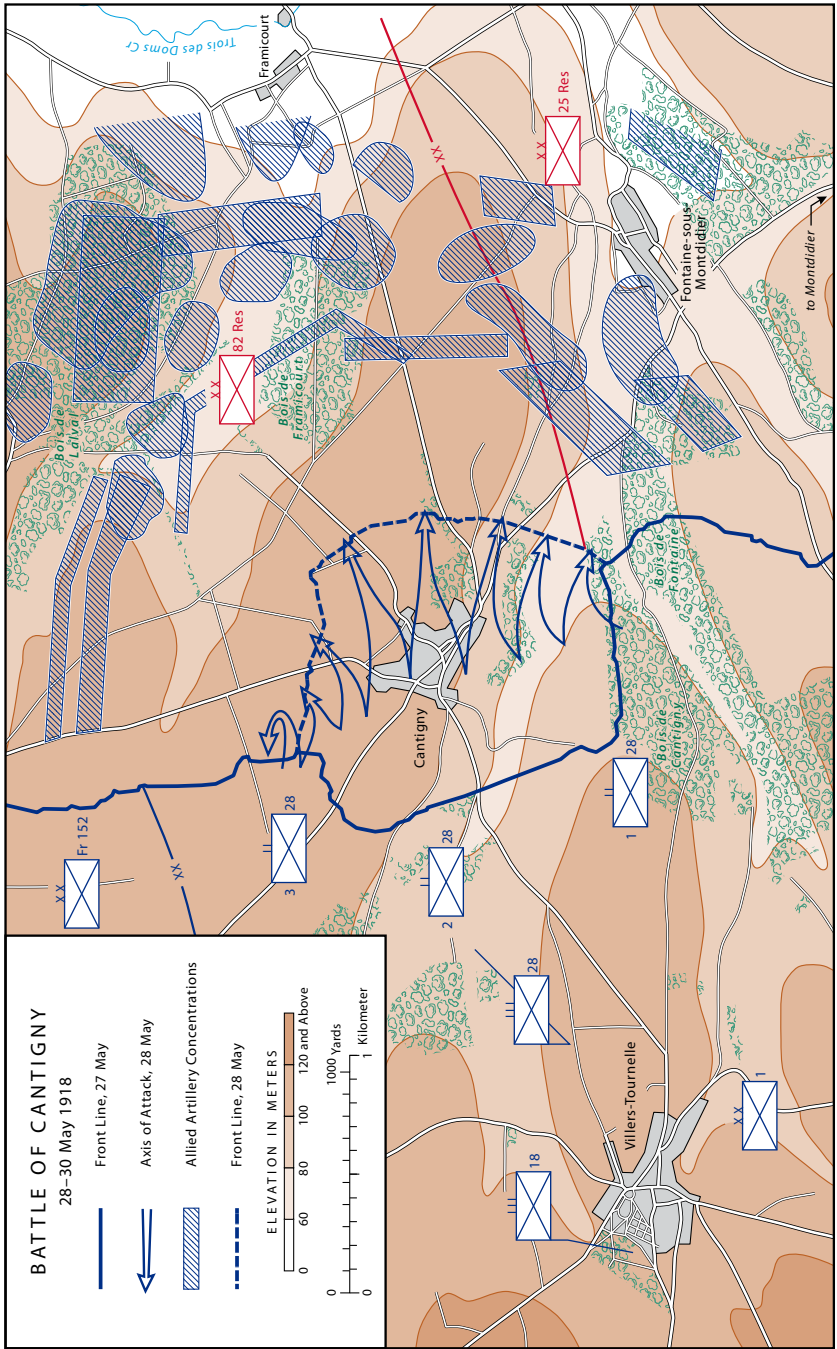 BATTLE OF CANTIGNY
28–30 May 1918
Front Line, 27 May
Axis of Attack, 28 May
Allied Artillery Concentrations
Front Line, 28 May
ELEVATION IN METERS
0 60 80 100 120 and Above
0 1000 Yards
0 1 Kilometer
XX
Fr 152
XX
3 28
2 28
1 28
28
18
XX
1
Villers-Tournelle
Cantigny
Bois de Cantigny
Bois de Fontaine
Bois de Lalval
Bois de Framicourt
XX
82 Res
XX
XX
25 Res
Trois des Doms Cr
Framicourt
Fontaine-sous-
Montdidier
to Montdidier